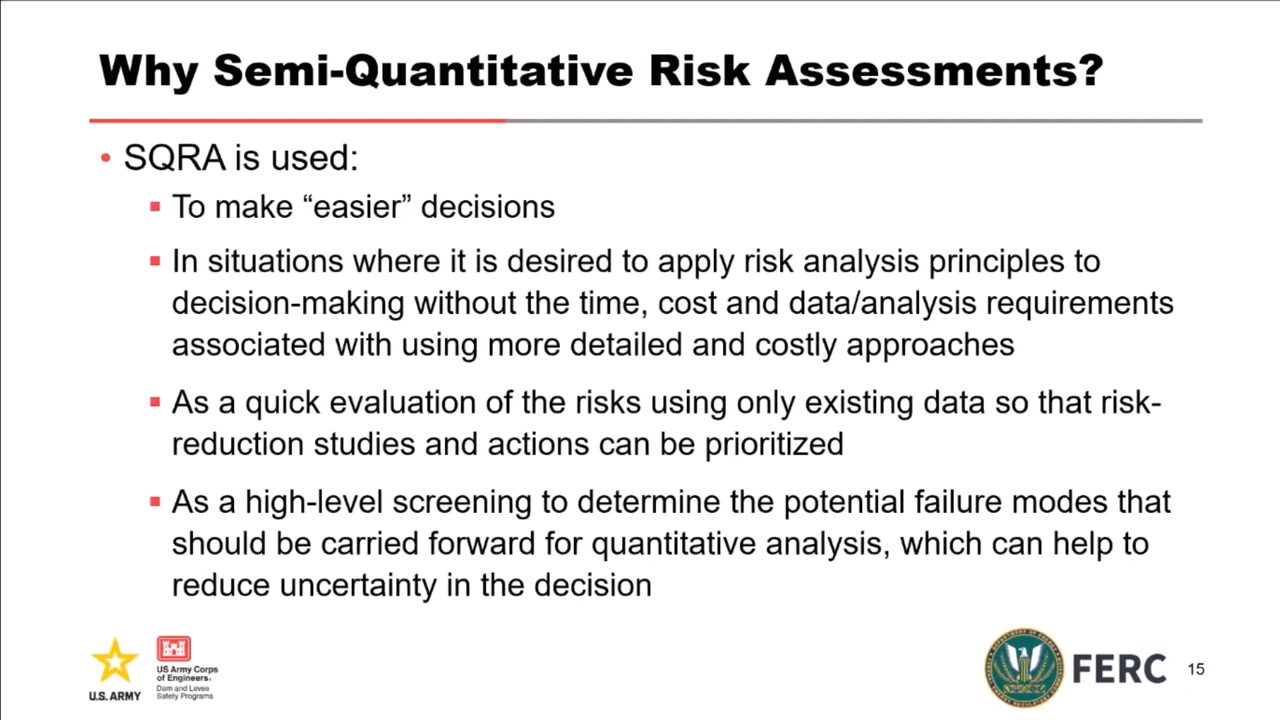 Why Semi-Quantitative Risk Assessments?
• SQRA is used:
▪ To make “easier” decisions
▪ In situations where it is desired to apply risk analysis principles to
decision-making without the time, cost and data/analysis requirements
associated with using more detailed and costly approaches
▪ As a quick evaluation of the risks using only existing data so that risk-
reduction studies and actions can be prioritized
▪ As a high-level screening to determine the potential failure modes that
should be carried forward for quantitative analysis, which can help to
reduce uncertainty in the decision
U.S. ARMY
US Army Corps
of Engineers®
Dam and Levee
Safety Programs
FERC
15